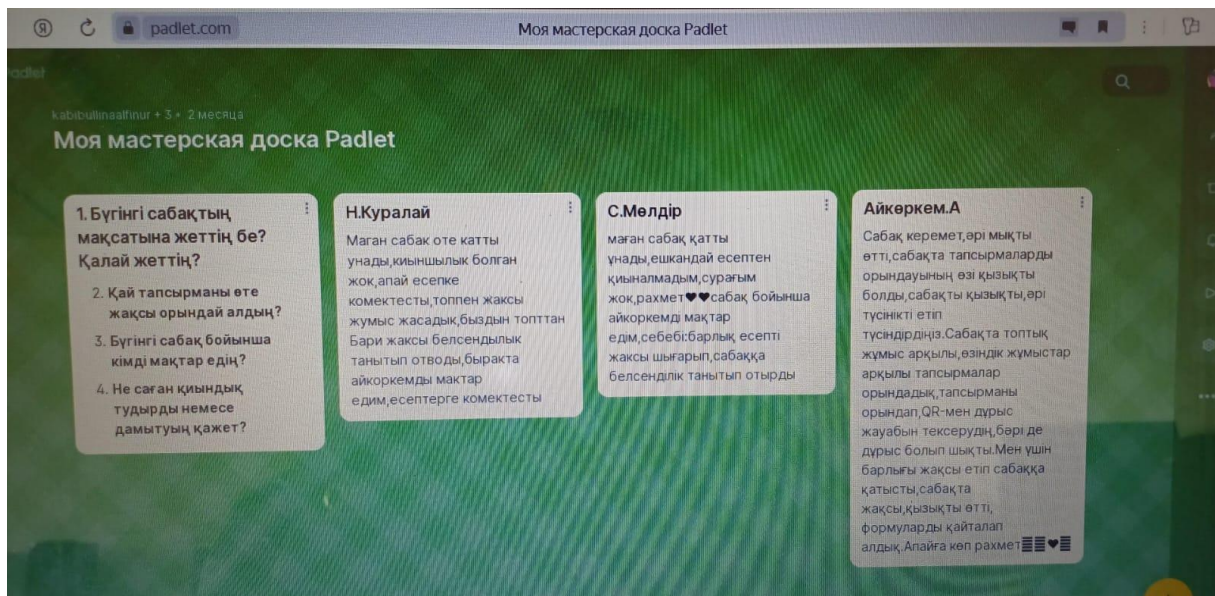 padlet.com
Моя мастерская доска Padlet
kabibullinaalfinur + 3 • 2 месяца
Моя мастерская доска Padlet
1. Бүгінгі сабақтың
мақсатына жеттің бе?
Қалай жеттің?
2. Қай тапсырманы өте
жақсы орындай алдың?
3. Бүгінгі сабақ бойынша
кімді мақтар едің?
4. Не саған қиындық
тудырды немесе
дамытуың қажет?
Н.Куралай
Маган сабак оте катты
унады,киыншылык болган
жок,апай есепке
комектесты,топпен жаксы
жумыс жасадык,быздын топттан
Бари жаксы белсендылык
танытып отводы,быракта
айкоркемды мактар
едим,есептерге комектесты
С.Мөлдір
маған сабақ қатты
ұнады,ешкандай есептен
қиыналмадым,сурағым
жоқ,рахмет♥♥сабақ бойынша
айкоркемді мақтар
едім,себебі:барлық есепті
жаксы шығарып,сабаққа
белсенділік танытып отырды
Айкөркем.А
Сабақ керемет,әрі мықты
өтті,сабақта тапсырмаларды
орындауының өзі қызықты
болды,сабақты қызықты,әрі
түсінікті етіп
түсіндірдіңіз.Сабақта топтық
жұмыс арқылы,өзіндік жұмыстар
арқылы тапсырмалар
орындадық,тапсырманы
орындап,QR-мен дұрыс
жауабын тексерудің,бәрі де
дұрыс болып шықты.Мен үшін
барлығы жақсы етіп сабаққа
қатысты,сабақта
жақсы,қызықты өтті,
формуларды қайталап
алдық.Апайға көп рахмет♥